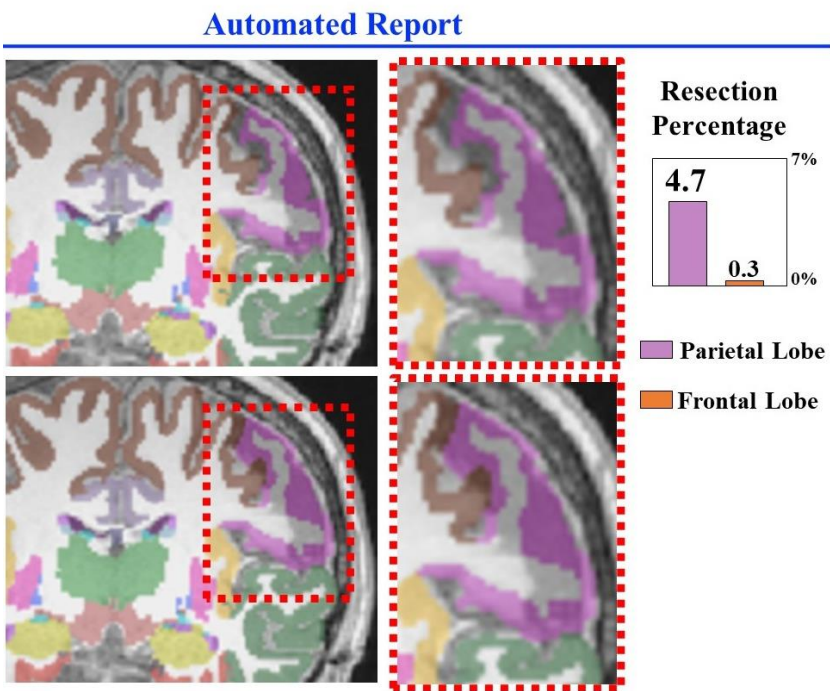 Automated Report
Resection
Percentage
7%
4.7
0.3
0%
Parietal Lobe
Frontal Lobe